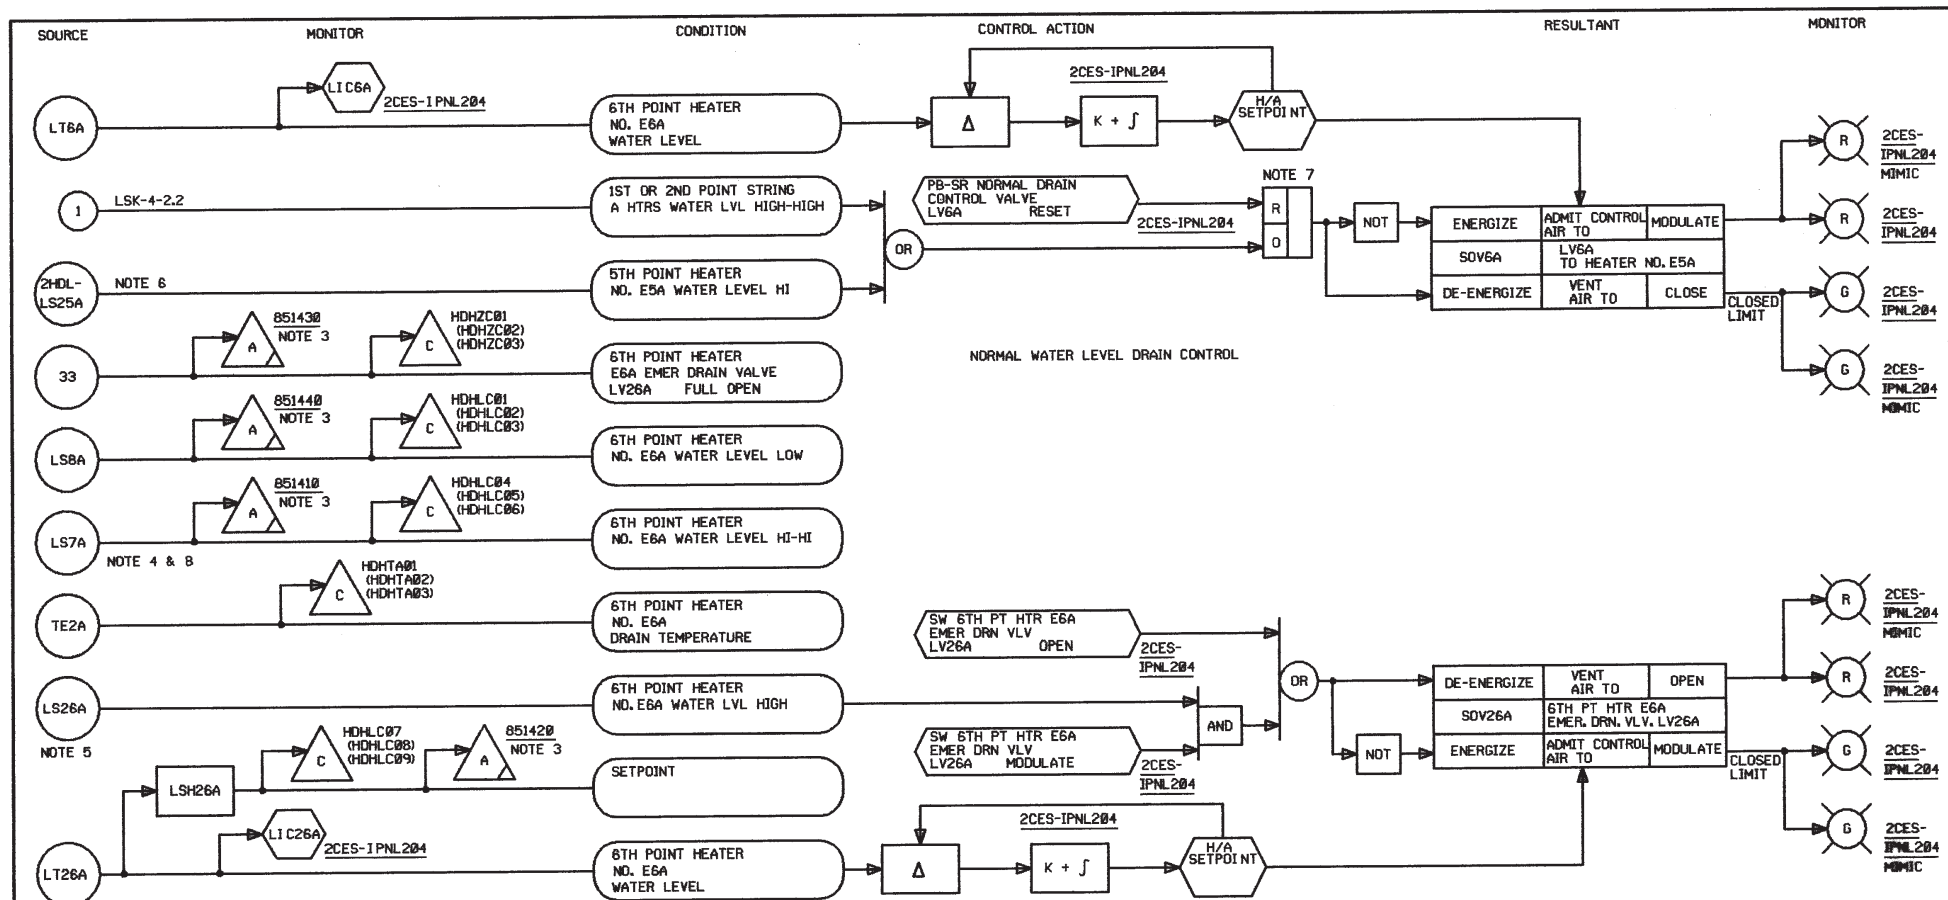 SOURCE
MONITOR
CONDITION
CONTROL ACTION
RESULTANT
MONITOR
LT6A
LIC6A
2CES-IPNL204
6TH POINT HEATER
NO. E6A
WATER LEVEL
Δ
2CES-IPNL204
K + ∫
H/A
SETPOINT
R
2CES-
IPNL204
MIMIC
1
LSK-4-2.2
1ST OR 2ND POINT STRING
A HTRS WATER LVL HIGH-HIGH
PB-SR NORMAL DRAIN
CONTROL VALVE
LV6A RESET
2CES-IPNL204
NOTE 7
R
O
OR
NOT
ENERGIZE
ADMIT CONTROL
AIR TO
MODULATE
SOV6A
LV6A
TO HEATER NO. E5A
DE-ENERGIZE
VENT
AIR TO
CLOSE
CLOSED
LIMIT
R
2CES-
IPNL204
G
2CES-
IPNL204
G
2CES-
IPNL204
MIMIC
2HDL-
LS25A
NOTE 6
5TH POINT HEATER
NO. E5A WATER LEVEL HI
33
A
851430
NOTE 3
C
HDHZC01
(HDHZC02)
(HDHZC03)
6TH POINT HEATER
E6A EMER DRAIN VALVE
LV26A FULL OPEN
NORMAL WATER LEVEL DRAIN CONTROL
LS8A
A
851440
NOTE 3
C
HDHLC01
(HDHLC02)
(HDHLC03)
6TH POINT HEATER
NO. E6A WATER LEVEL LOW
LS7A
NOTE 4 & 8
A
851410
NOTE 3
C
HDHLC04
(HDHLC05)
(HDHLC06)
6TH POINT HEATER
NO. E6A WATER LEVEL HI-HI
TE2A
C
HDHTA01
(HDHTA02)
(HDHTA03)
6TH POINT HEATER
NO. E6A
DRAIN TEMPERATURE
SW 6TH PT HTR E6A
EMER DRN VLV
LV26A OPEN
2CES-
IPNL204
LS26A
NOTE 5
6TH POINT HEATER
NO. E6A WATER LVL HIGH
AND
OR
SW 6TH PT HTR E6A
EMER DRN VLV
LV26A MODULATE
2CES-
IPNL204
NOT
DE-ENERGIZE
VENT
AIR TO
OPEN
SOV26A
6TH PT HTR E6A
EMER. DRN. VLV. LV26A
ENERGIZE
ADMIT CONTROL
AIR TO
MODULATE
CLOSED
LIMIT
R
2CES-
IPNL204
MIMIC
R
2CES-
IPNL204
G
2CES-
IPNL204
G
2CES-
IPNL204
MIMIC
LSH26A
C
HDHLC07
(HDHLC08)
(HDHLC09)
A
851420
NOTE 3
SETPOINT
LT26A
LIC26A
2CES-IPNL204
6TH POINT HEATER
NO. E6A
WATER LEVEL
Δ
2CES-IPNL204
K + ∫
H/A
SETPOINT